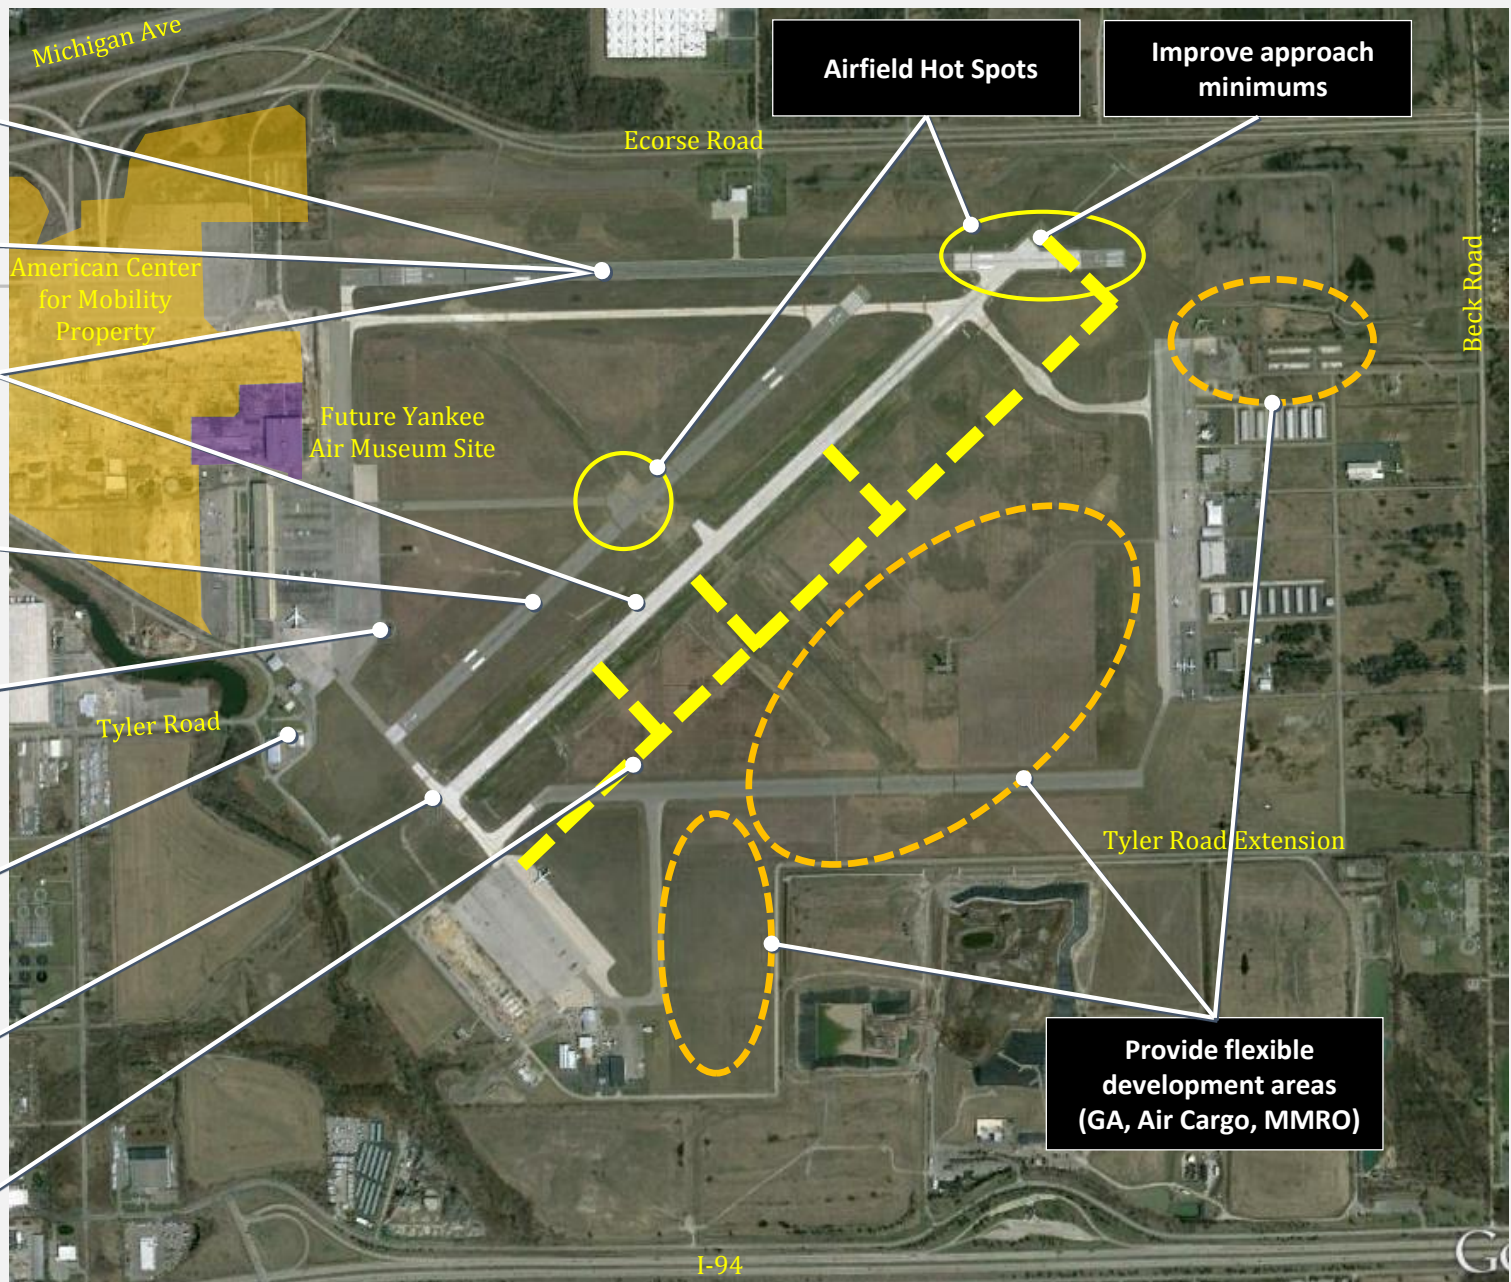 Michigan Ave
Airfield Hot Spots
Improve approach
minimums
Ecorse Road
American Center
for Mobility
Property
Beck Road
Future Yankee
Air Museum Site
Tyler Road
Tyler Road Extension
Provide flexible
development areas
(GA, Air Cargo, MMRO)
I-94